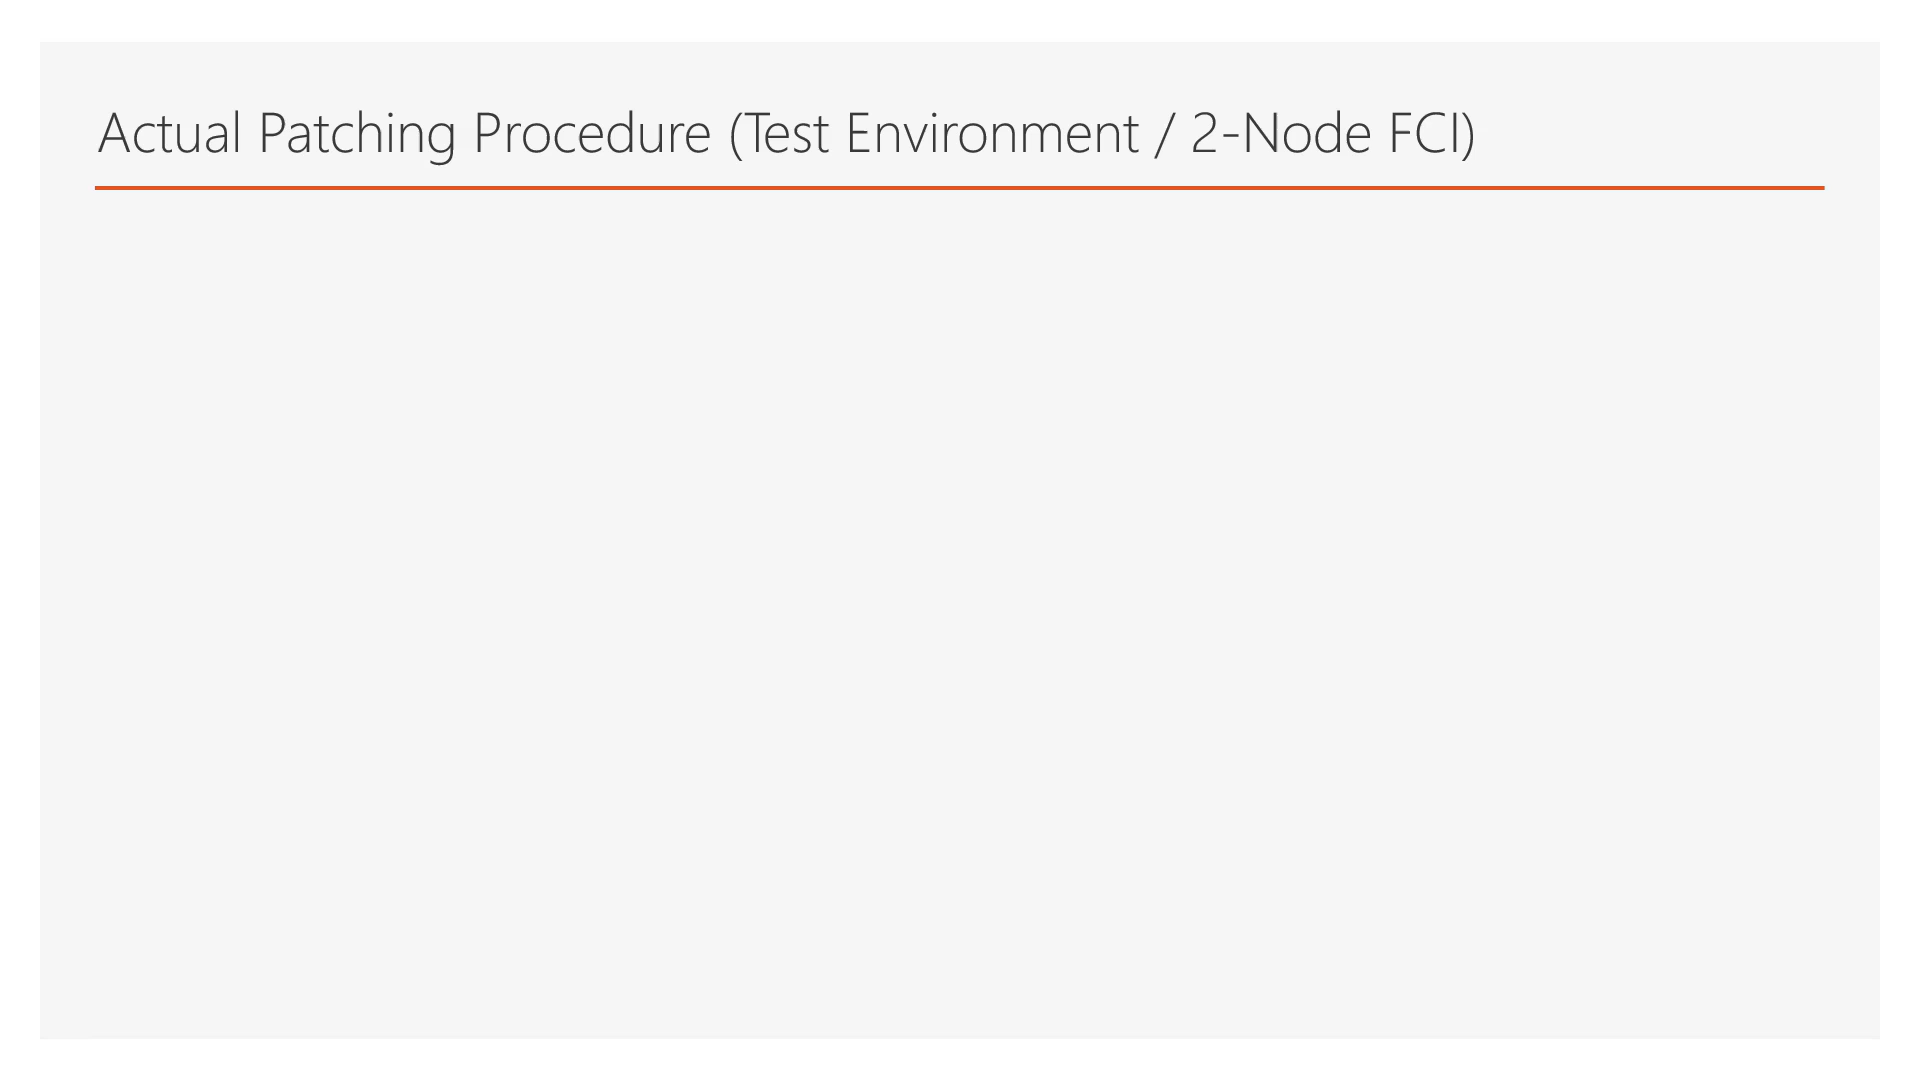 Actual Patching Procedure (Test Environment / 2-Node FCI)